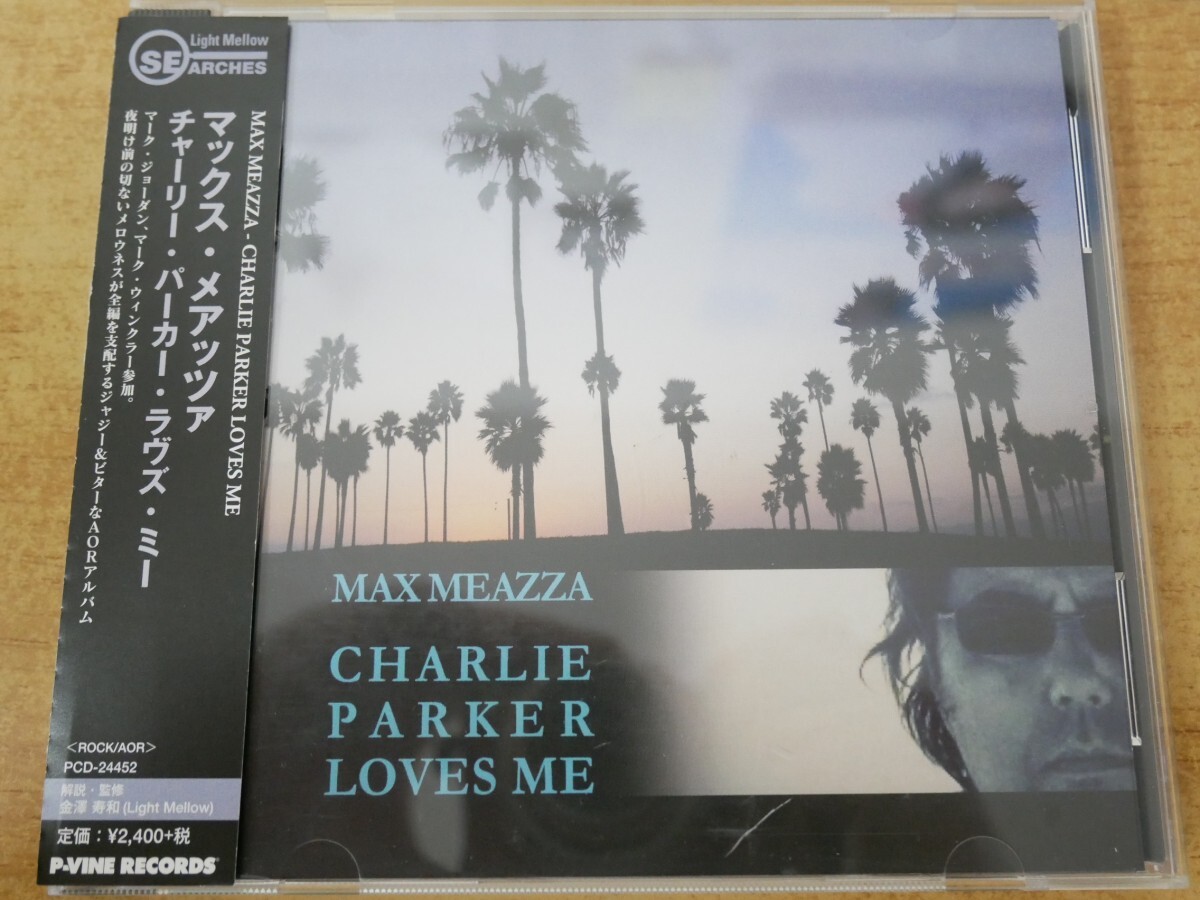 Light Mellow
SEARCHES
MAX MEAZZA - CHARLIE PARKER LOVES ME
マックス・メアッツァ
チャーリー・パーカー・ラヴズ・ミー
マーク・ジョーダン、マーク・ウィンクラー参加。
夜明け前の切ないメロウネスが全編を支配するジャジー&ビターなAORアルバム
<ROCK/AOR>
PCD-24452
解説・監修
金澤 寿和 (Light Mellow)
定価:¥2,400+税
P-VINE RECORDS
MAX MEAZZA
CHARLIE
PARKER
LOVES ME